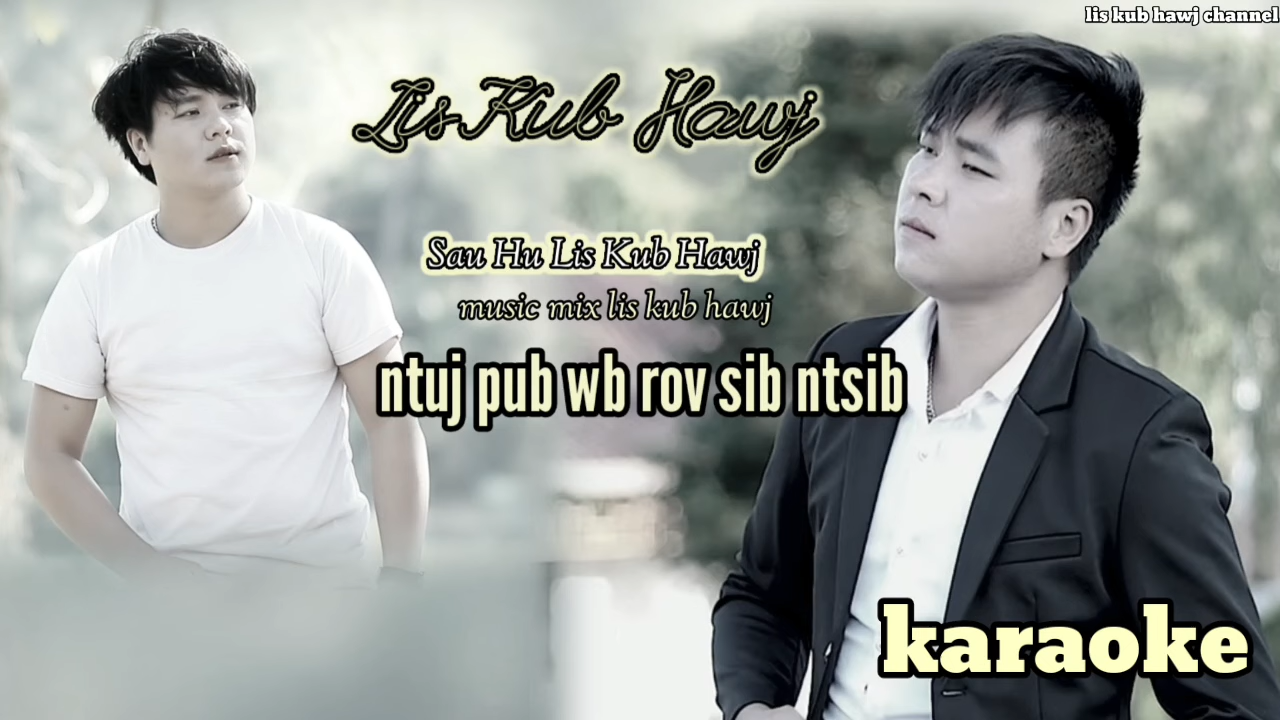 lis kub hawj channel
Lis Kub Hawj
Sau Hu Lis Kub Hawj
music mix lis kub hawj
ntuj pub wb rov sib ntsib
karaoke